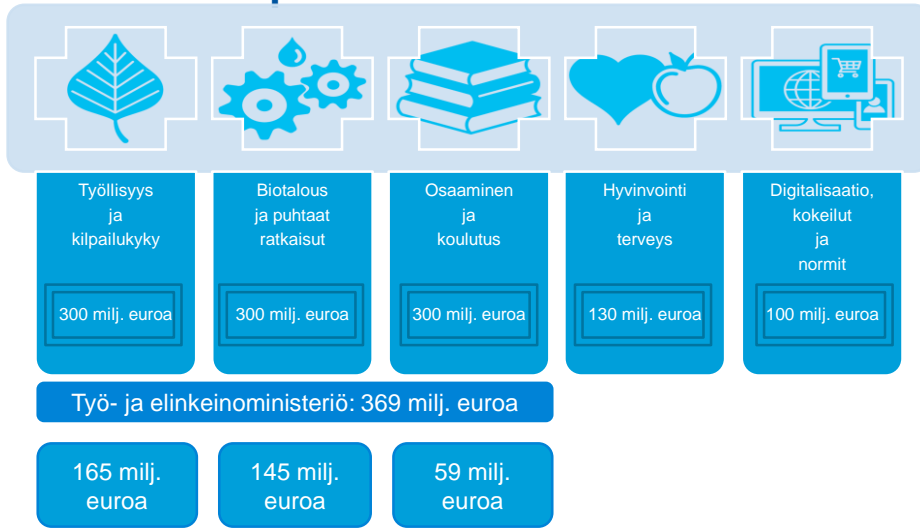 Työllisyys
ja
kilpailukyky
300 milj. euroa
Biotalous
ja puhtaat
ratkaisut
300 milj. euroa
Osaaminen
ja
koulutus
300 milj. euroa
Hyvinvointi
ja
terveys
130 milj. euroa
Digitalisaatio,
kokeilut
ja
normit
100 milj. euroa
Työ- ja elinkeinoministeriö: 369 milj. euroa
165 milj.
euroa
145 milj.
euroa
59 milj.
euroa